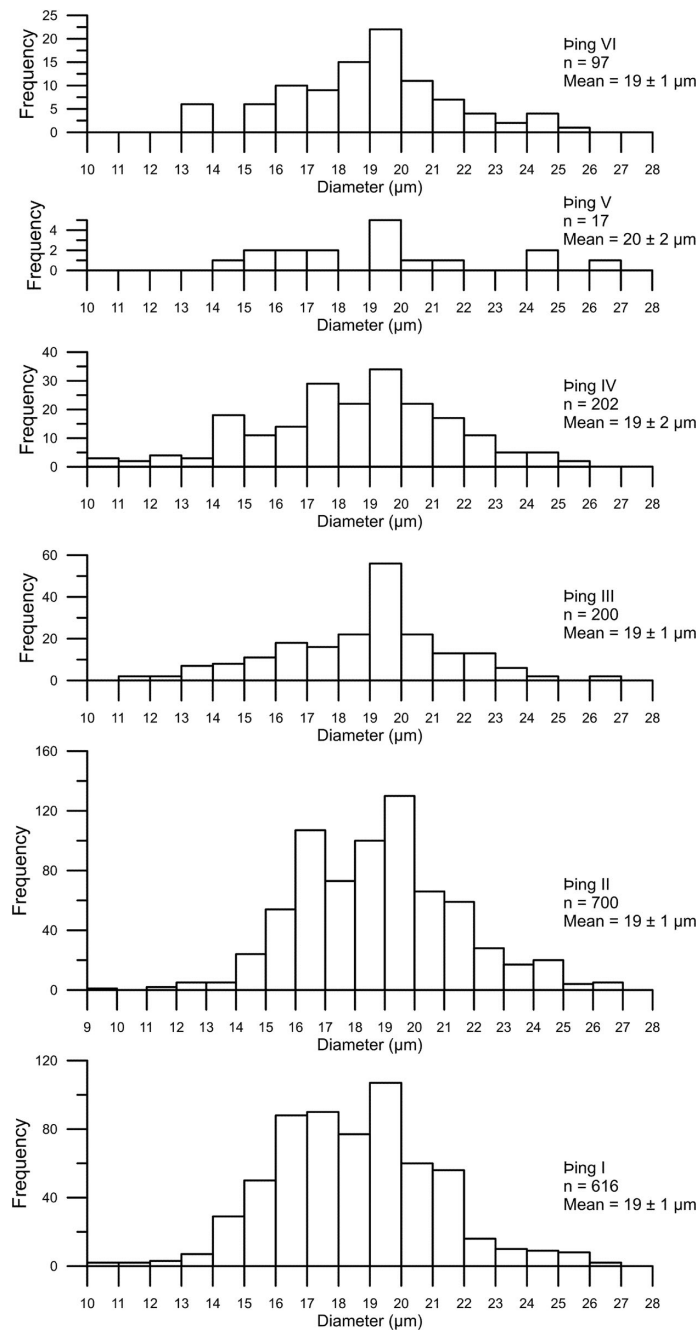 25
20
15
10
5
0
Frequency
Þing VI
n = 97
Mean = 19 ± 1 µm
10 11 12 13 14 15 16 17 18 19 20 21 22 23 24 25 26 27 28
Diameter (µm)
4
2
0
Frequency
Þing V
n = 17
Mean = 20 ± 2 µm
10 11 12 13 14 15 16 17 18 19 20 21 22 23 24 25 26 27 28
Diameter (µm)
40
30
20
10
0
Frequency
Þing IV
n = 202
Mean = 19 ± 2 µm
10 11 12 13 14 15 16 17 18 19 20 21 22 23 24 25 26 27 28
Diameter (µm)
60
40
20
0
Frequency
Þing III
n = 200
Mean = 19 ± 1 µm
10 11 12 13 14 15 16 17 18 19 20 21 22 23 24 25 26 27 28
Diameter (µm)
160
120
80
40
0
Frequency
Þing II
n = 700
Mean = 19 ± 1 µm
9 10 11 12 13 14 15 16 17 18 19 20 21 22 23 24 25 26 27 28
Diameter (µm)
120
80
40
0
Frequency
Þing I
n = 616
Mean = 19 ± 1 µm
10 11 12 13 14 15 16 17 18 19 20 21 22 23 24 25 26 27 28
Diameter (µm)